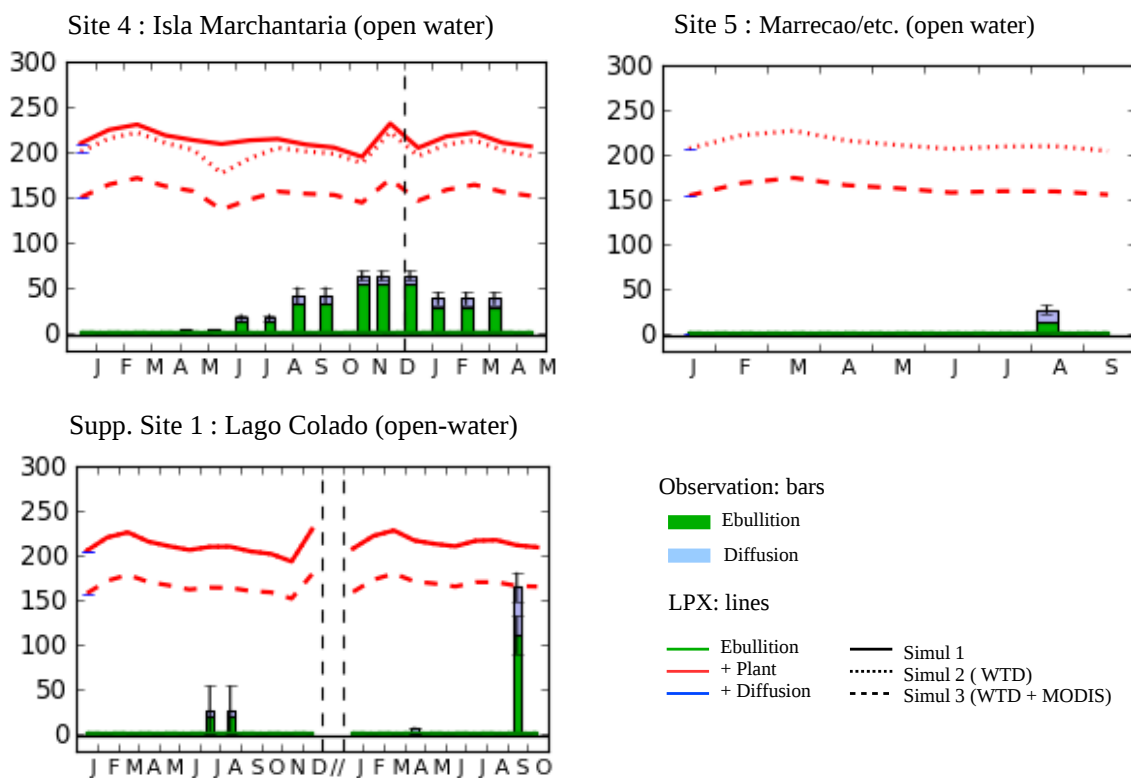 Site 4 : Isla Marchantaria (open water)
300
250
200
150
100
50
0
J F M A M J J A S O N D J F M A M
Site 5 : Marrecao/etc. (open water)
300
250
200
150
100
50
0
J F M A M J J A S
Supp. Site 1 : Lago Colado (open-water)
300
250
200
150
100
50
0
J F M A M J J A S O N D // J F M A M J J A S O
Observation: bars
Ebullition
Diffusion
LPX: lines
Ebullition
+ Plant
+ Diffusion
Simul 1
Simul 2 ( WTD)
Simul 3 (WTD + MODIS)